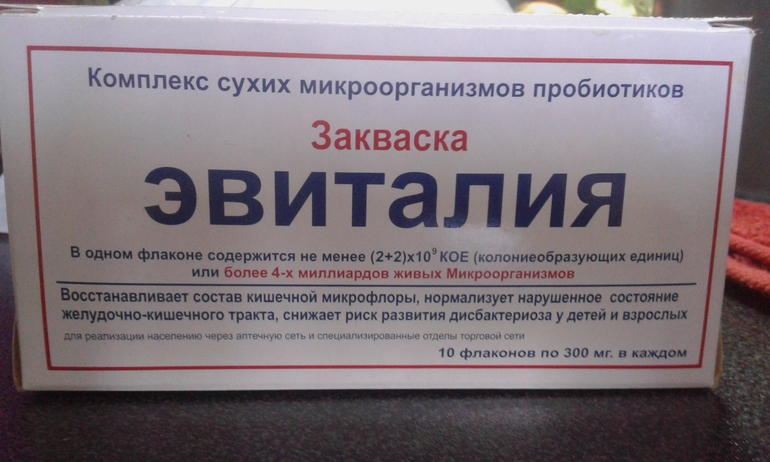 Комплекс сухих микроорганизмов пробиотиков
Закваска
ЭВИТАЛИЯ
В одном флаконе содержится не менее (2+2)x10⁹ КОЕ (колониеобразующих единиц)
или более 4-х миллиардов живых Микроорганизмов
Восстанавливает состав кишечной микрофлоры, нормализует нарушенное состояние
желудочно-кишечного тракта, снижает риск развития дисбактериоза у детей и взрослых
для реализации населению через аптечную сеть и специализированные отделы торговой сети
10 флаконов по 300 мг. в каждом